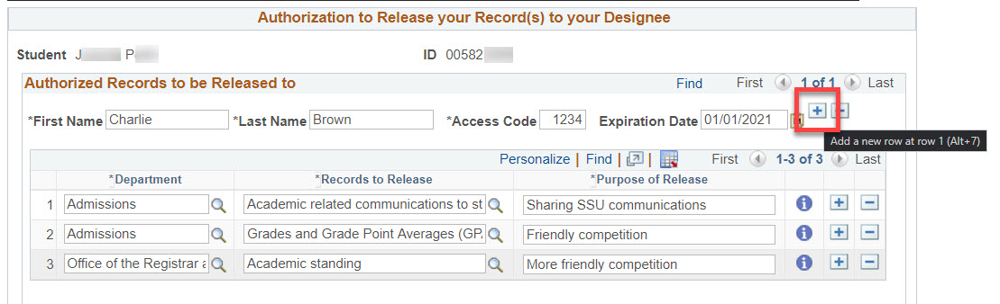 Authorization to Release your Record(s) to your Designee
Student J P ID 00582
Authorized Records to be Released to Find First 1 of 1 Last
*First Name Charlie *Last Name Brown *Access Code 1234 Expiration Date 01/01/2021
Add a new row at row 1 (Alt+7)
Personalize | Find | | First 1-3 of 3 Last
*Department *Records to Release *Purpose of Release
1 Admissions Academic related communications to st Sharing SSU communications
2 Admissions Grades and Grade Point Averages (GPA Friendly competition
3 Office of the Registrar a Academic standing More friendly competition